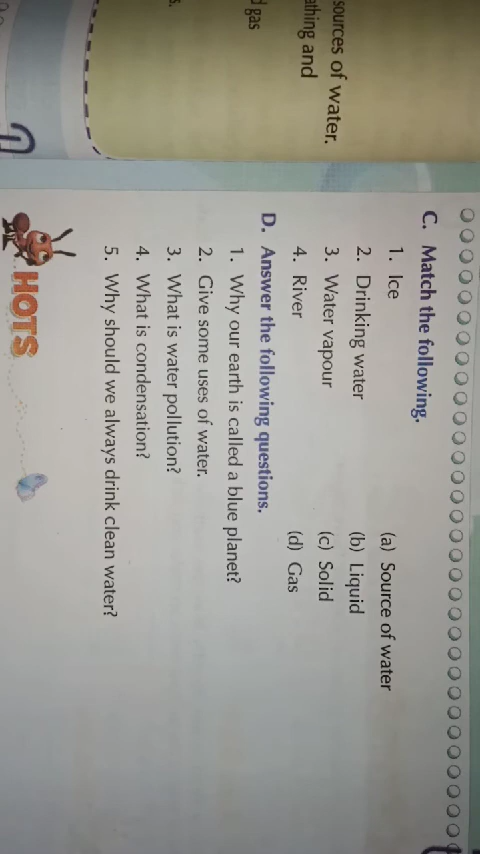 sources of water.
athing and
d gas
s.
C. Match the following.
1. Ice (a) Source of water
2. Drinking water (b) Liquid
3. Water vapour (c) Solid
4. River (d) Gas
D. Answer the following questions.
1. Why our earth is called a blue planet?
2. Give some uses of water.
3. What is water pollution?
4. What is condensation?
5. Why should we always drink clean water?
HOTS